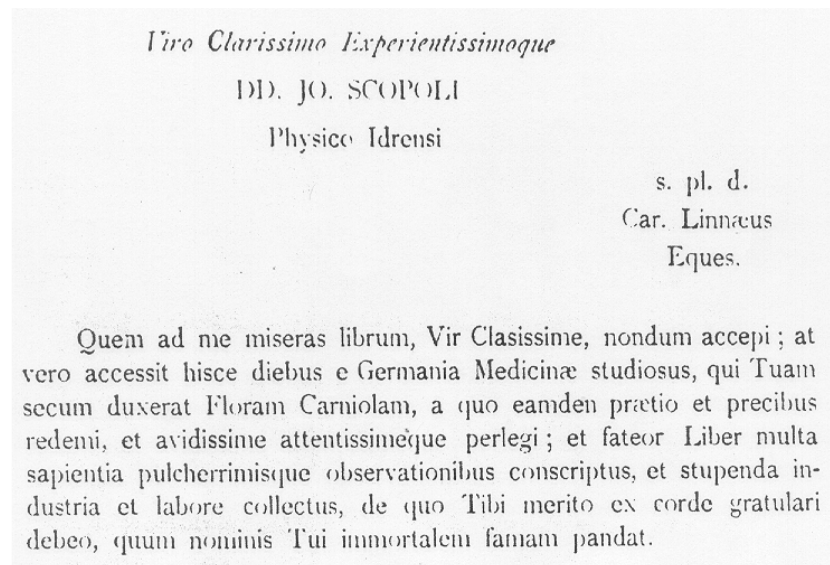 Viro Clarissimo Experientissimoque
DD. JO. SCOPOLI
Physico Idrensi
s. pl. d.
Car. Linnæus
Eques.
Quem ad me miseras librum, Vir Clasissime, nondum accepi ; at
vero accessit hisce diebus e Germania Medicinæ studiosus, qui Tuam
secum duxerat Floram Carniolam, a quo eamden prætio et precibus
redemi, et avidissime attentissimèque perlegi ; et fateor Liber multa
sapientia pulcherrimisque observationibus conscriptus, et stupenda in-
dustria et labore collectus, de quo Tibi merito ex corde gratulari
debeo, quum nominis Tui immortalem famam pandat.